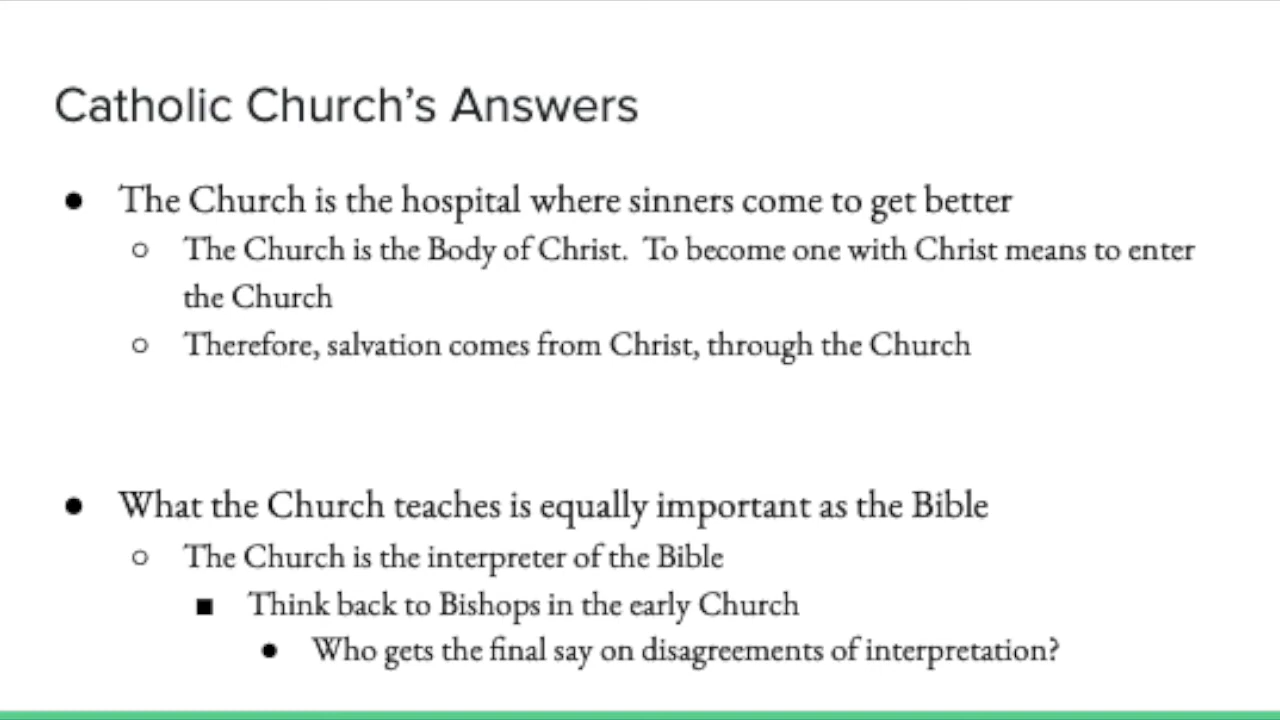 Catholic Church’s Answers
● The Church is the hospital where sinners come to get better
○ The Church is the Body of Christ.  To become one with Christ means to enter
the Church
○ Therefore, salvation comes from Christ, through the Church
● What the Church teaches is equally important as the Bible
○ The Church is the interpreter of the Bible
■ Think back to Bishops in the early Church
● Who gets the final say on disagreements of interpretation?